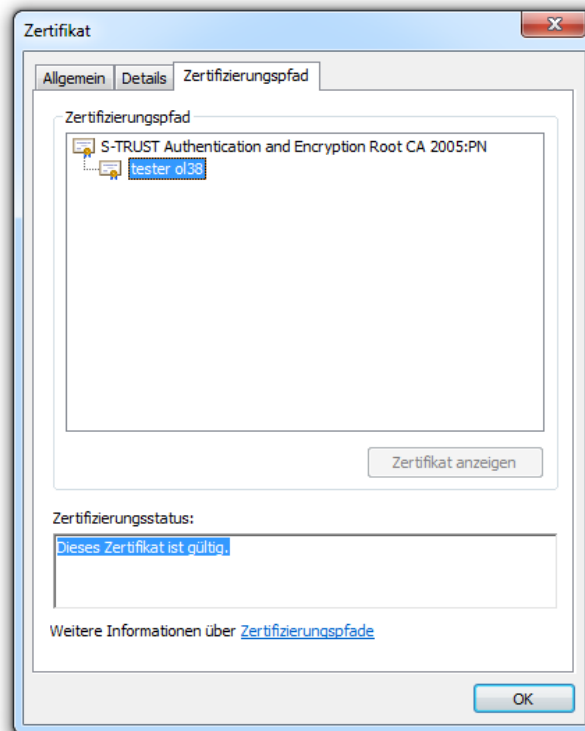 Zertifikat
Allgemein Details Zertifizierungspfad
Zertifizierungspfad
S-TRUST Authentication and Encryption Root CA 2005:PN
tester ol38
Zertifikat anzeigen
Zertifizierungsstatus:
Dieses Zertifikat ist gültig.
Weitere Informationen über Zertifizierungspfade
OK